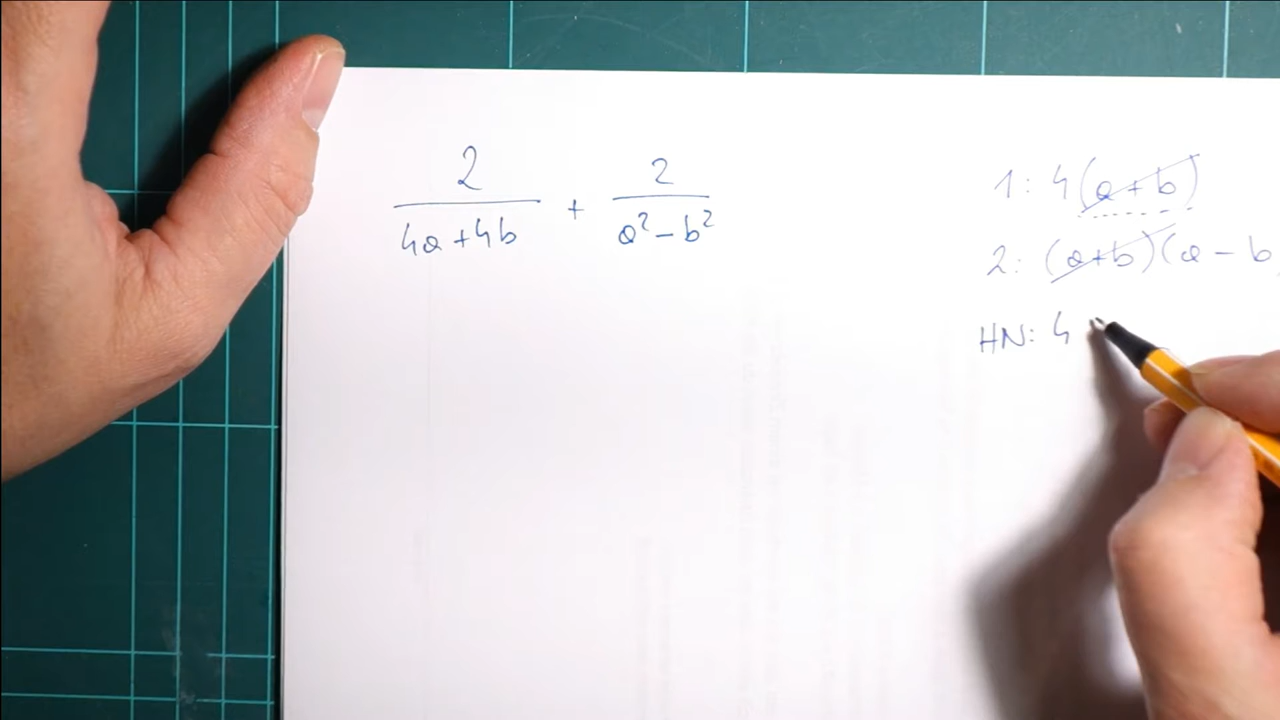 2/(4a+4b) + 2/(a²-b²)
1: 4(a+b)
2: (a+b)(a-b
HN: 4